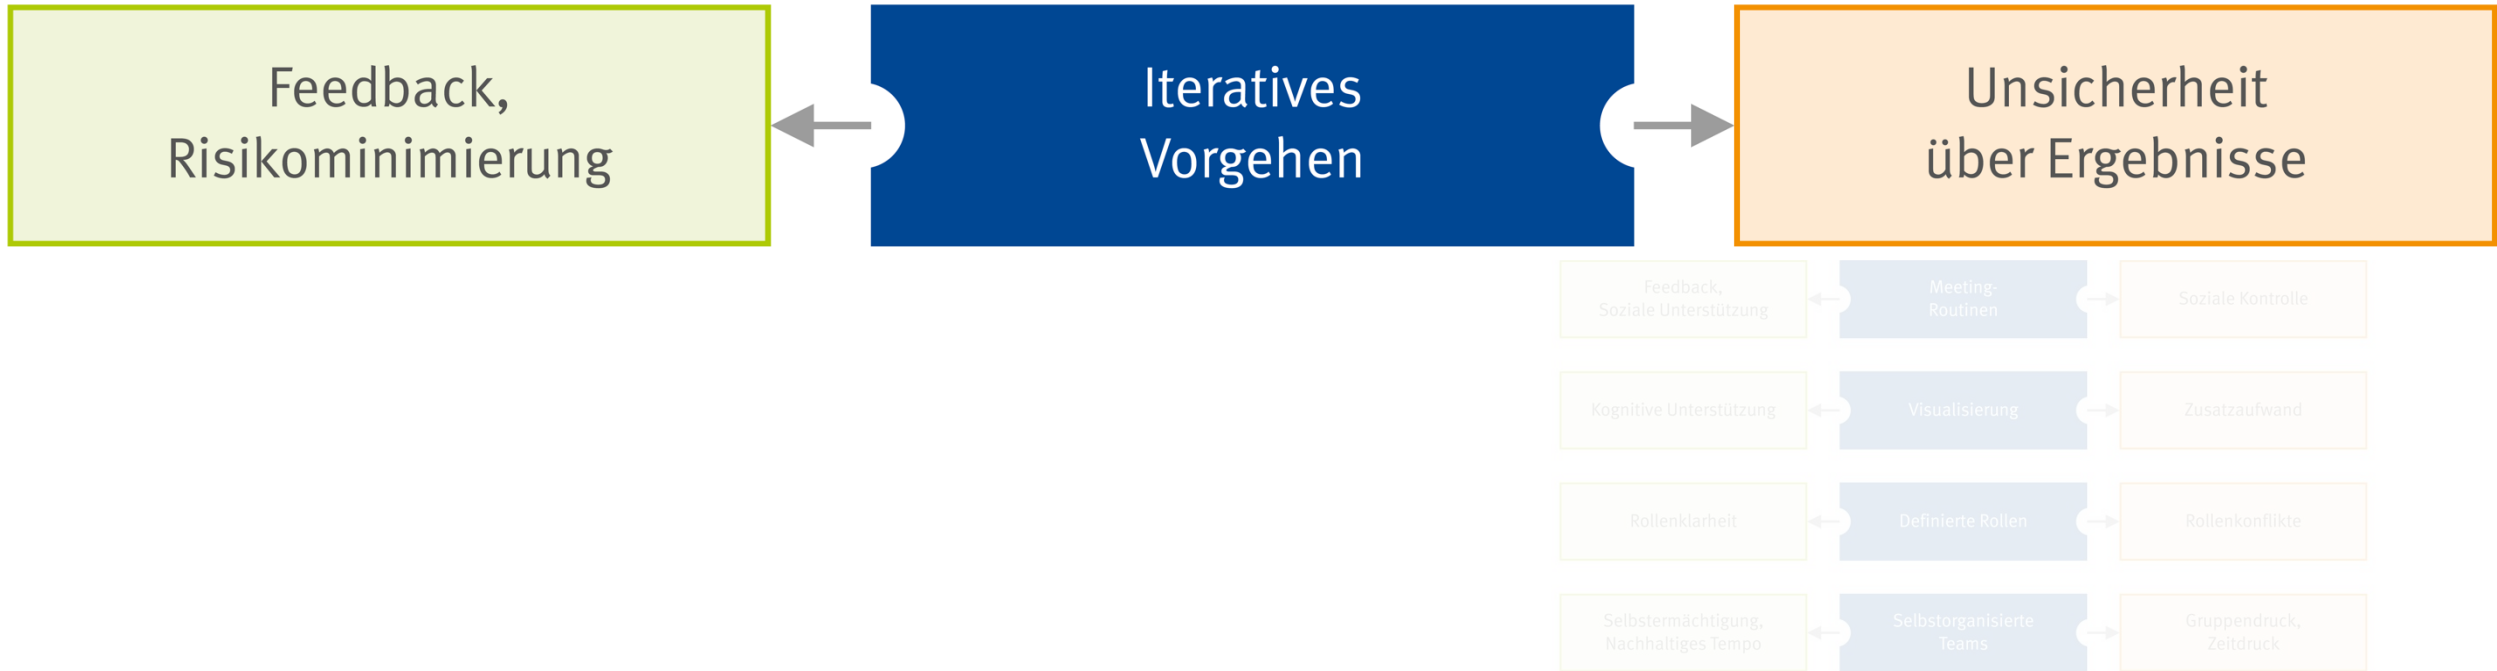 Feedback,
Risikominimierung
Iteratives
Vorgehen
Unsicherheit
über Ergebnisse
Feedback,
Soziale Unterstützung
Meeting-
Routinen
Soziale Kontrolle
Kognitive Unterstützung
Visualisierung
Zusatzaufwand
Rollenklarheit
Definierte Rollen
Rollenkonflikte
Selbstermächtigung,
Nachhaltiges Tempo
Selbstorganisierte
Teams
Gruppendruck,
Zeitdruck